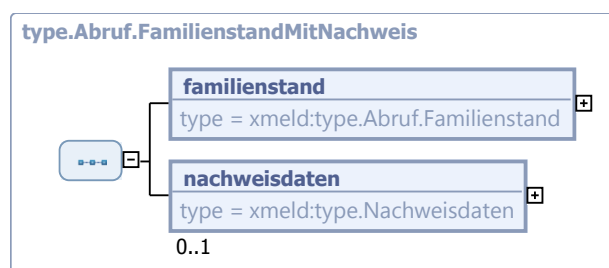 type.Abruf.FamilienstandMitNachweis
familienstand
type = xmeld:type.Abruf.Familienstand
nachweisdaten
type = xmeld:type.Nachweisdaten
0..1